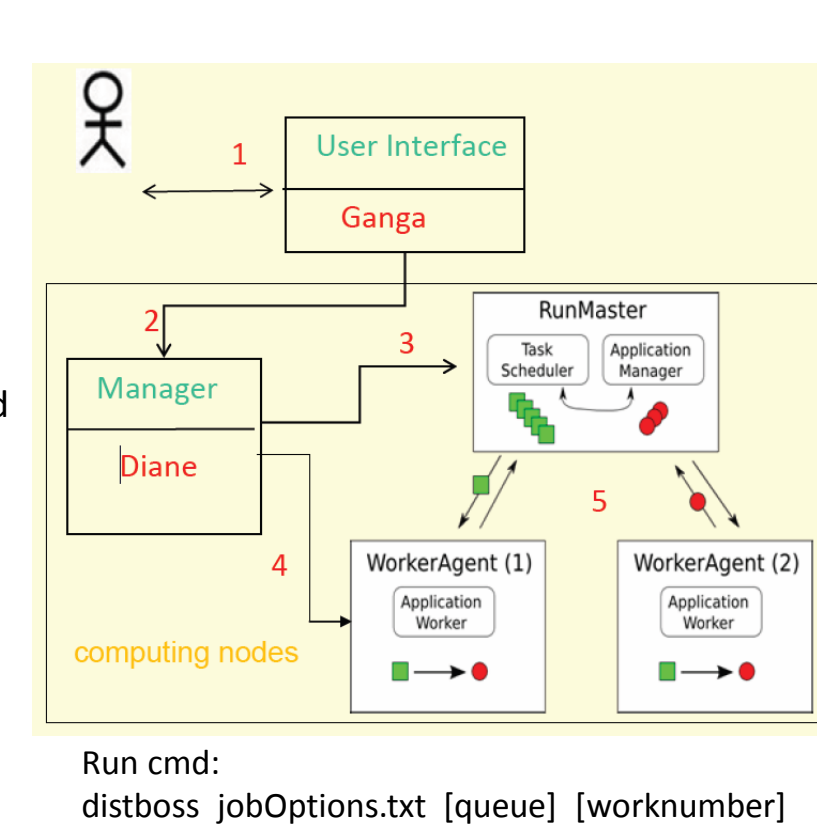 1
User Interface
Ganga
2
3
RunMaster
Task
Scheduler
Application
Manager
Manager
d
Diane
5
4
WorkerAgent (1)
Application
Worker
WorkerAgent (2)
Application
Worker
computing nodes
Run cmd:
distboss jobOptions.txt [queue] [worknumber]